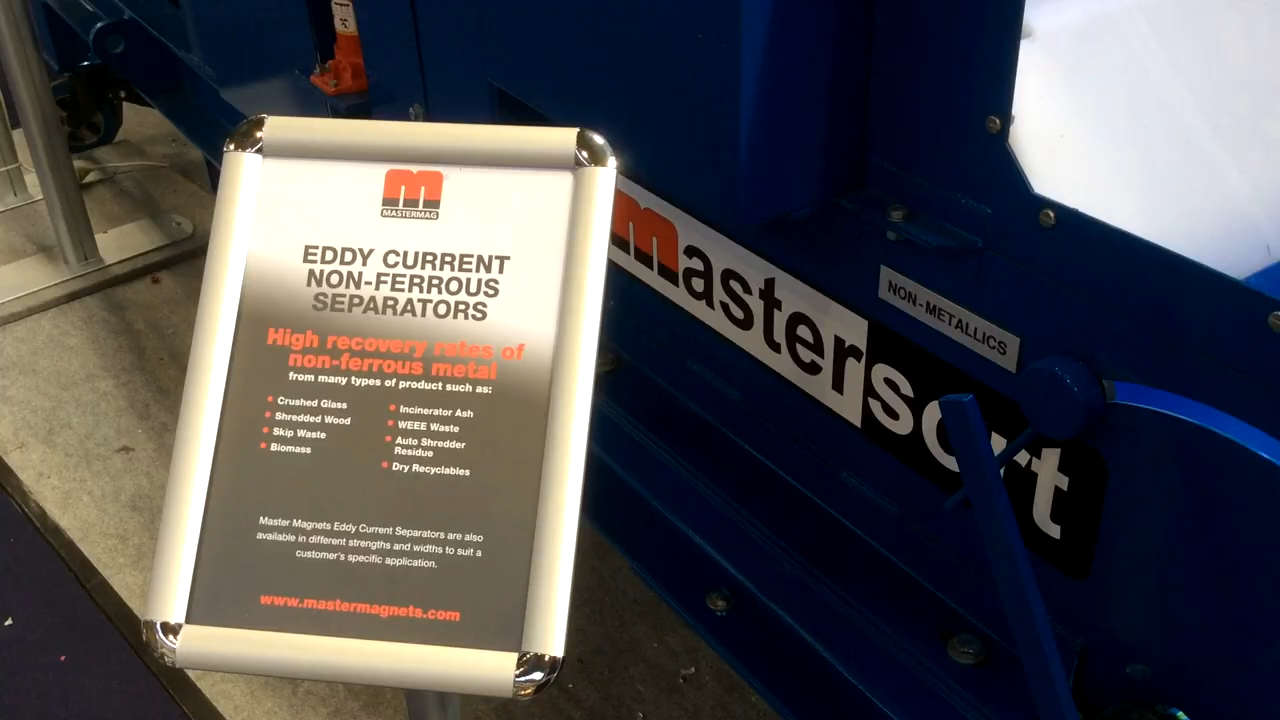 MASTERMAG
EDDY CURRENT
NON-FERROUS
SEPARATORS
High recovery rates of
non-ferrous metal
from many types of product such as:
• Crushed Glass
• Shredded Wood
• Skip Waste
• Biomass
• Incinerator Ash
• WEEE Waste
• Auto Shredder
Residue
• Dry Recyclables
Master Magnets Eddy Current Separators are also
available in different strengths and widths to suit a
customer's specific application.
www.mastermagnets.com
mastersort
NON-METALLICS